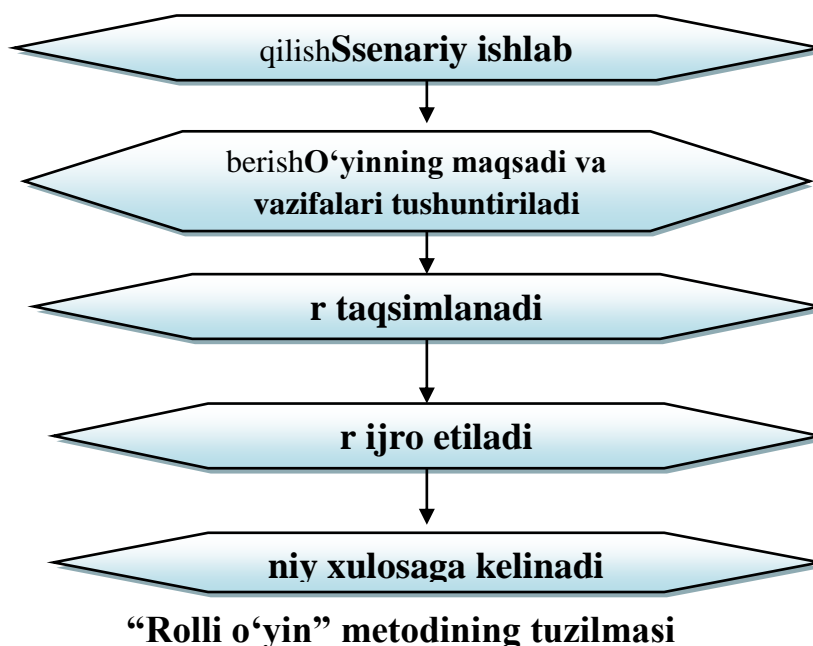 qilishSsenariy ishlab
berishO‘yinning maqsadi va
vazifalari tushuntiriladi
r taqsimlanadi
r ijro etiladi
niy xulosaga kelinadi
“Rolli o‘yin” metodining tuzilmasi